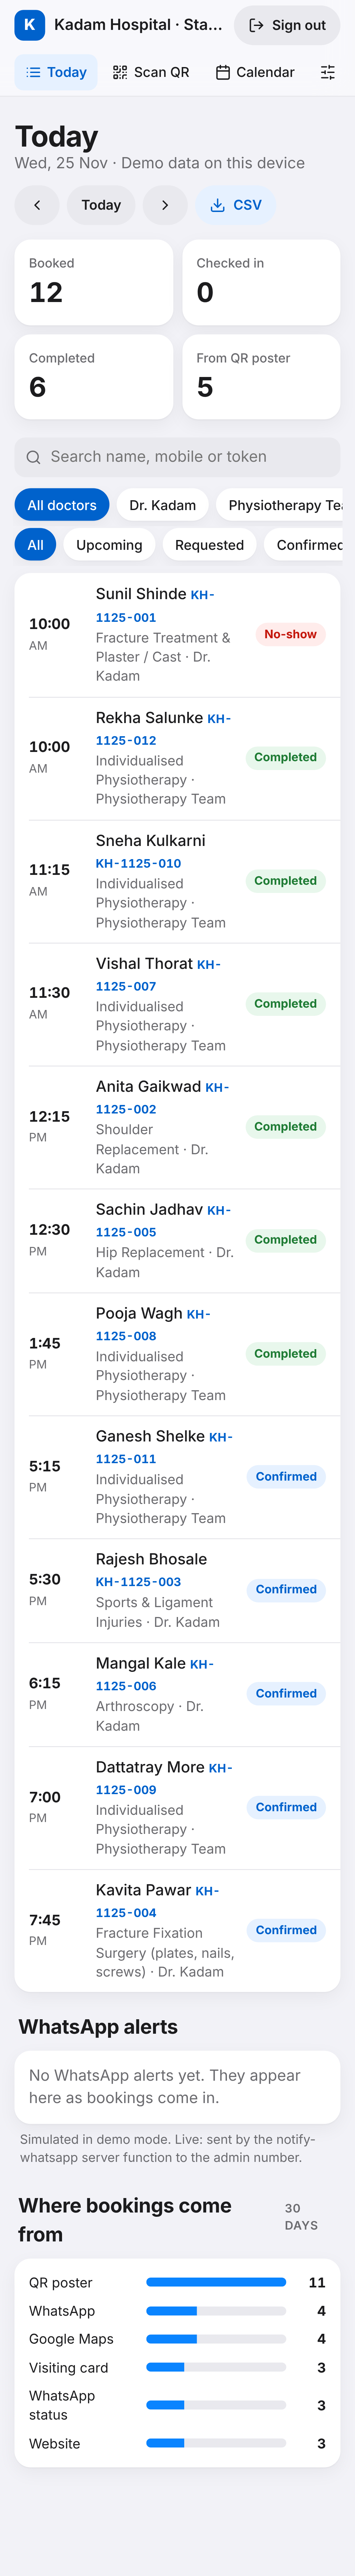 K
Kadam Hospital · Sta...
Sign out
Today
Scan QR
Calendar
Today
Wed, 25 Nov · Demo data on this device
Today
CSV
Booked
12
Checked in
0
Completed
6
From QR poster
5
Search name, mobile or token
All doctors
Dr. Kadam
Physiotherapy Tea
All
Upcoming
Requested
Confirmed
10:00
AM
Sunil Shinde KH-
1125-001
Fracture Treatment &
Plaster / Cast · Dr.
Kadam
No-show
10:00
AM
Rekha Salunke KH-
1125-012
Individualised
Physiotherapy ·
Physiotherapy Team
Completed
11:15
AM
Sneha Kulkarni
KH-1125-010
Individualised
Physiotherapy ·
Physiotherapy Team
Completed
11:30
AM
Vishal Thorat KH-
1125-007
Individualised
Physiotherapy ·
Physiotherapy Team
Completed
12:15
PM
Anita Gaikwad KH-
1125-002
Shoulder
Replacement · Dr.
Kadam
Completed
12:30
PM
Sachin Jadhav KH-
1125-005
Hip Replacement · Dr.
Kadam
Completed
1:45
PM
Pooja Wagh KH-
1125-008
Individualised
Physiotherapy ·
Physiotherapy Team
Completed
5:15
PM
Ganesh Shelke KH-
1125-011
Individualised
Physiotherapy ·
Physiotherapy Team
Confirmed
5:30
PM
Rajesh Bhosale
KH-1125-003
Sports & Ligament
Injuries · Dr. Kadam
Confirmed
6:15
PM
Mangal Kale KH-
1125-006
Arthroscopy · Dr.
Kadam
Confirmed
7:00
PM
Dattatray More KH-
1125-009
Individualised
Physiotherapy ·
Physiotherapy Team
Confirmed
7:45
PM
Kavita Pawar KH-
1125-004
Fracture Fixation
Surgery (plates, nails,
screws) · Dr. Kadam
Confirmed
WhatsApp alerts
No WhatsApp alerts yet. They appear
here as bookings come in.
Simulated in demo mode. Live: sent by the notify-
whatsapp server function to the admin number.
Where bookings come
from
30
DAYS
QR poster
11
WhatsApp
4
Google Maps
4
Visiting card
3
WhatsApp
status
3
Website
3